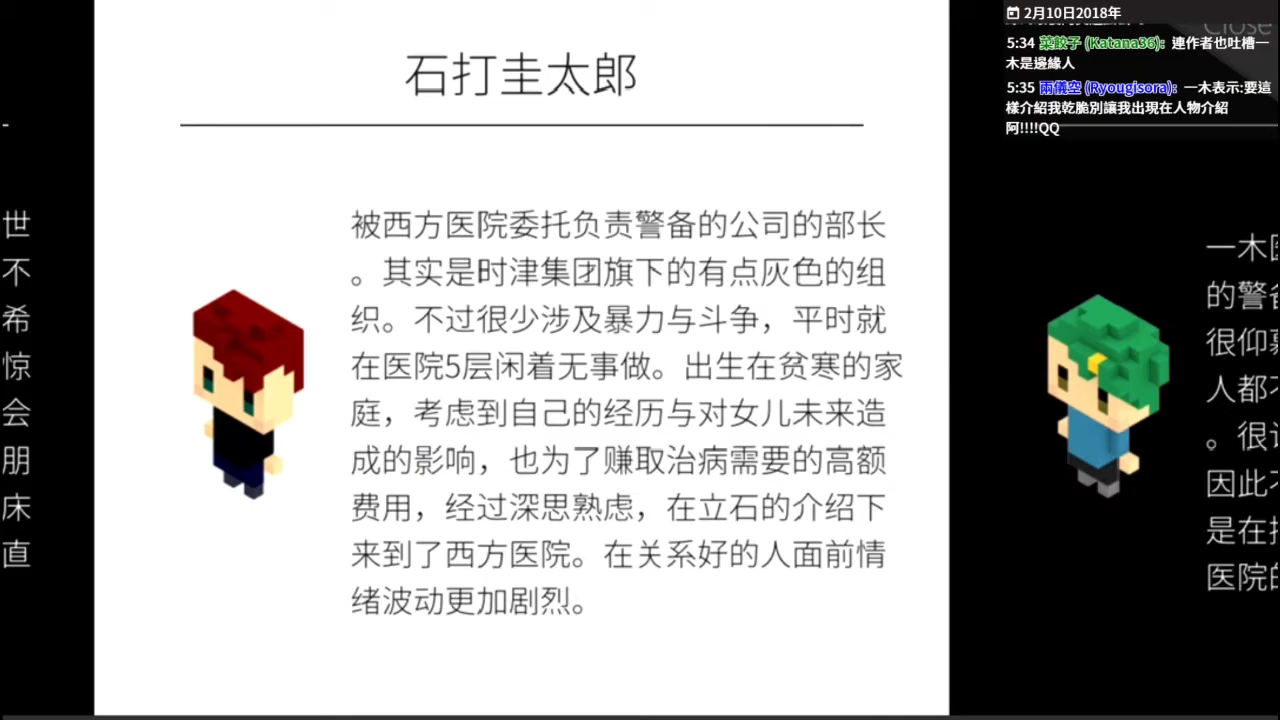 石打圭太郎
被西方医院委托负责警备的公司的部长
。其实是时津集团旗下的有点灰色的组
织。不过很少涉及暴力与斗争，平时就
在医院5层闲着无事做。出生在贫寒的家
庭，考虑到自己的经历与对女儿未来造
成的影响，也为了赚取治病需要的高额
费用，经过深思熟虑，在立石的介绍下
来到了西方医院。在关系好的人面前情
绪波动更加剧烈。
世
不
希
惊
会
朋
床
直
2月10日2018年
Close
5:34 菜餃子 (Katana36): 連作者也吐槽一
木是邊緣人
5:35 雨儀空 (Ryougisora): 一木表示:要這
樣介紹我乾脆別讓我出現在人物介紹
阿!!!!QQ
一木
的警
很仰
人都不
。很
因此不
是在
医院的